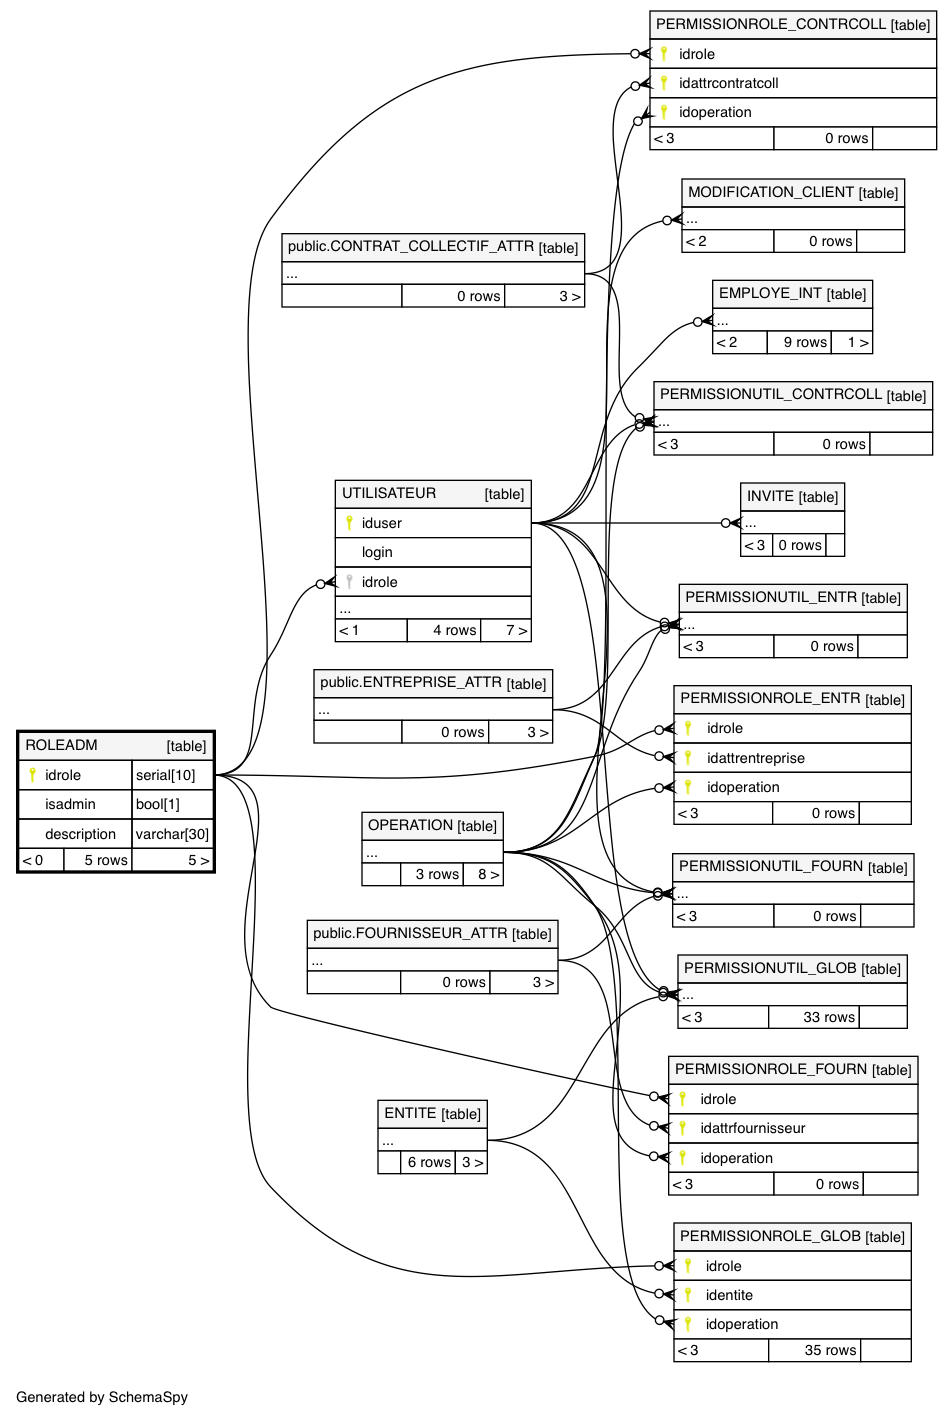 PERMISSIONROLE_CONTRCOLL [table]
idrole
idattrcontratcoll
idoperation
< 3 0 rows
MODIFICATION_CLIENT [table]
...
< 2 0 rows
public.CONTRAT_COLLECTIF_ATTR [table]
...
0 rows 3 >
EMPLOYE_INT [table]
...
< 2 9 rows 1 >
PERMISSIONUTIL_CONTRCOLL [table]
...
< 3 0 rows
UTILISATEUR [table]
iduser
login
idrole
...
< 1 4 rows 7 >
INVITE [table]
...
< 3 0 rows
PERMISSIONUTIL_ENTR [table]
...
< 3 0 rows
public.ENTREPRISE_ATTR [table]
...
0 rows 3 >
PERMISSIONROLE_ENTR [table]
idrole
idattrentreprise
idoperation
< 3 0 rows
ROLEADM [table]
idrole serial[10]
isadmin bool[1]
description varchar[30]
< 0 5 rows 5 >
OPERATION [table]
...
3 rows 8 >
PERMISSIONUTIL_FOURN [table]
...
< 3 0 rows
public.FOURNISSEUR_ATTR [table]
...
0 rows 3 >
PERMISSIONUTIL_GLOB [table]
...
< 3 33 rows
PERMISSIONROLE_FOURN [table]
idrole
idattrfournisseur
idoperation
< 3 0 rows
ENTITE [table]
...
6 rows 3 >
PERMISSIONROLE_GLOB [table]
idrole
identite
idoperation
< 3 35 rows
Generated by SchemaSpy